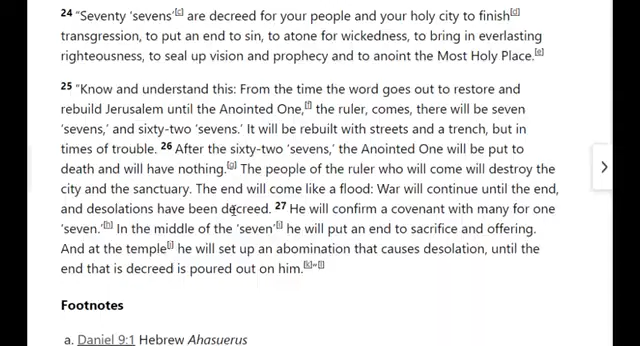 24 “Seventy ‘sevens’[c] are decreed for your people and your holy city to finish[d]
transgression, to put an end to sin, to atone for wickedness, to bring in everlasting
righteousness, to seal up vision and prophecy and to anoint the Most Holy Place.[e]
25 “Know and understand this: From the time the word goes out to restore and
rebuild Jerusalem until the Anointed One,[f] the ruler, comes, there will be seven
‘sevens,’ and sixty-two ‘sevens.’ It will be rebuilt with streets and a trench, but in
times of trouble. 26 After the sixty-two ‘sevens,’ the Anointed One will be put to
death and will have nothing.[g] The people of the ruler who will come will destroy the
city and the sanctuary. The end will come like a flood: War will continue until the end,
and desolations have been decreed. 27 He will confirm a covenant with many for one
‘seven.’[h] In the middle of the ‘seven’[i] he will put an end to sacrifice and offering.
And at the temple[j] he will set up an abomination that causes desolation, until the
end that is decreed is poured out on him.[k]”[l]
Footnotes
a. Daniel 9:1 Hebrew Ahasuerus